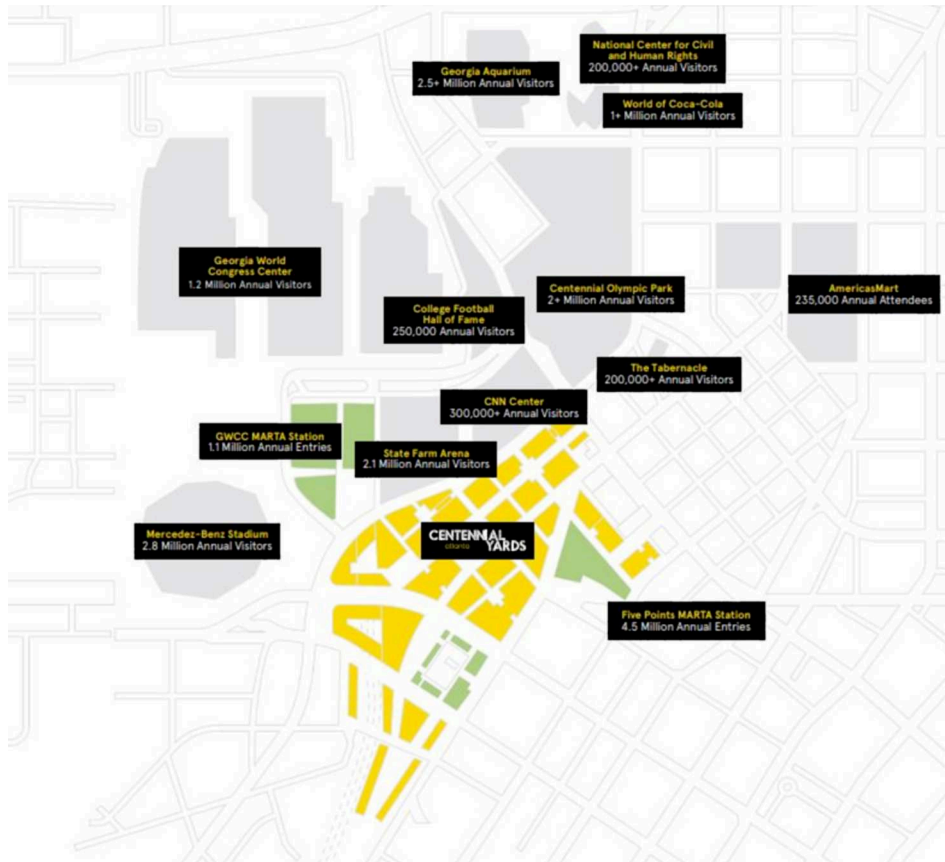 National Center for Civil
and Human Rights
200,000+ Annual Visitors
Georgia Aquarium
2.5+ Million Annual Visitors
World of Coca-Cola
1+ Million Annual Visitors
Georgia World
Congress Center
1.2 Million Annual Visitors
Centennial Olympic Park
2+ Million Annual Visitors
AmericasMart
235,000 Annual Attendees
College Football
Hall of Fame
250,000 Annual Visitors
The Tabernacle
200,000+ Annual Visitors
CNN Center
300,000+ Annual Visitors
GWCC MARTA Station
1.1 Million Annual Entries
State Farm Arena
2.1 Million Annual Visitors
Mercedez-Benz Stadium
2.8 Million Annual Visitors
CENTENNIAL
YARDS
Five Points MARTA Station
4.5 Million Annual Entries